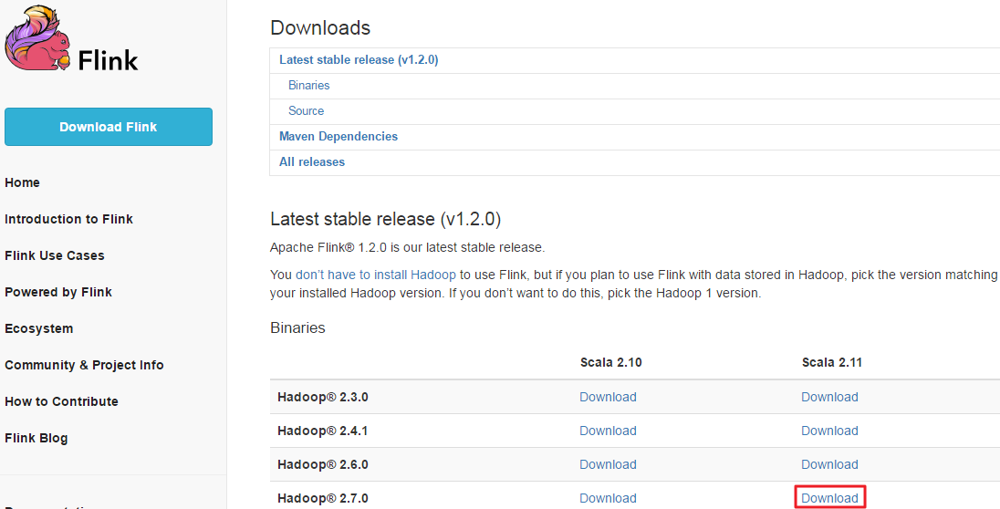 Flink
Download Flink
Home
Introduction to Flink
Flink Use Cases
Powered by Flink
Ecosystem
Community & Project Info
How to Contribute
Flink Blog
Downloads
Latest stable release (v1.2.0)
Binaries
Source
Maven Dependencies
All releases
Latest stable release (v1.2.0)
Apache Flink® 1.2.0 is our latest stable release.
You don't have to install Hadoop to use Flink, but if you plan to use Flink with data stored in Hadoop, pick the version matching
your installed Hadoop version. If you don't want to do this, pick the Hadoop 1 version.
Binaries
Scala 2.10 Scala 2.11
Hadoop® 2.3.0 Download Download
Hadoop® 2.4.1 Download Download
Hadoop® 2.6.0 Download Download
Hadoop® 2.7.0 Download Download